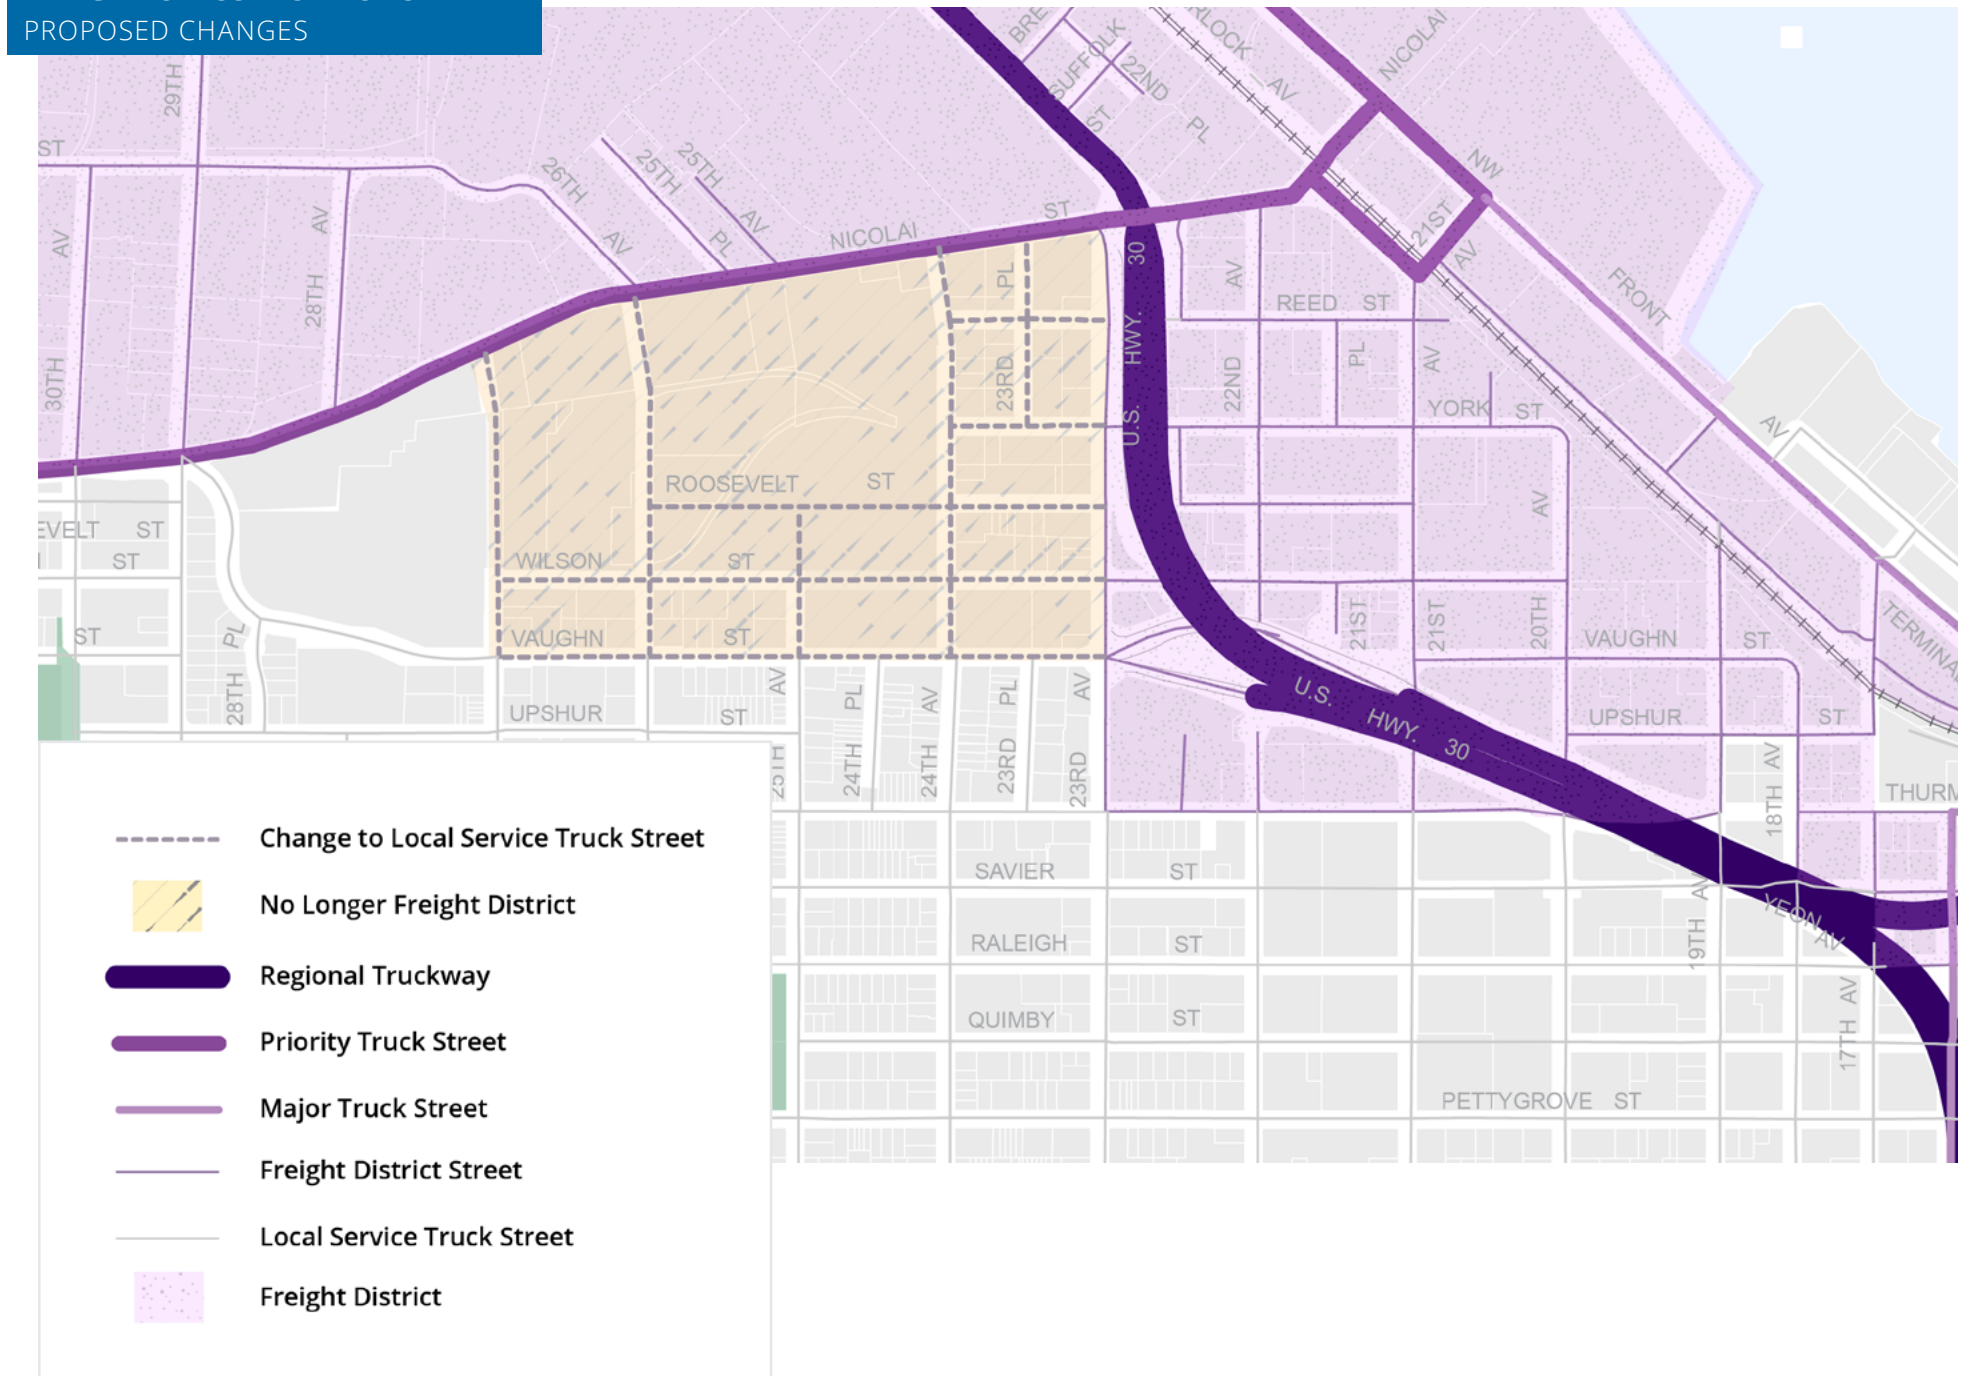 PROPOSED CHANGES
29TH
ST
AV
30TH
AV
28TH
26TH
AV
25TH
PL
25TH
AV
NICOLAI
ST
SUFFOLK
ST
22ND
PL
AV
NICOLAI
NW
21ST
AV
FRONT
AV
PL
23RD
30
HWY.
U.S.
AV
22ND
REED ST
PL
AV
YORK ST
AV
20TH
ROOSEVELT ST
WILSON ST
VAUGHN ST
ST
ST
ST
PL
28TH
UPSHUR ST
AV
25TH
PL
24TH
AV
24TH
PL
23RD
AV
23RD
21ST
21ST
VAUGHN ST
U.S. HWY. 30
UPSHUR ST
AV
18TH
SAVIER ST
AV
19TH
YEON AV
RALEIGH ST
AV
17TH
QUIMBY ST
PETTYGROVE ST
Change to Local Service Truck Street
No Longer Freight District
Regional Truckway
Priority Truck Street
Major Truck Street
Freight District Street
Local Service Truck Street
Freight District